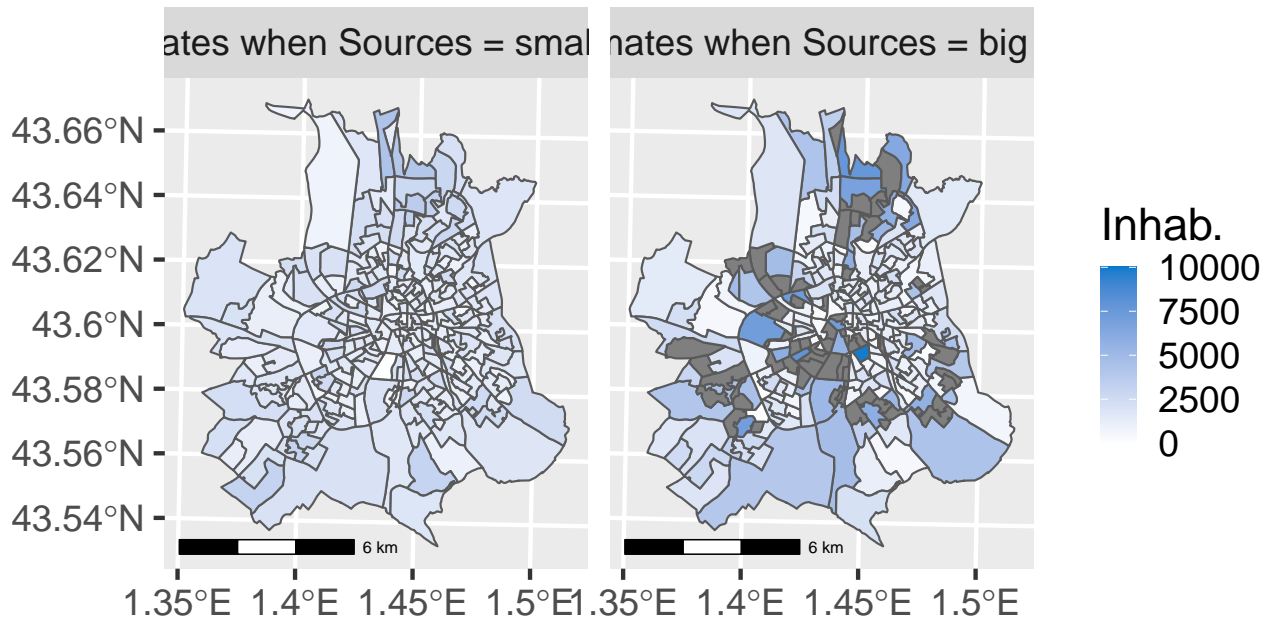 ates when Sources = smal
nates when Sources = big
43.66°N
43.64°N
43.62°N
43.6°N
43.58°N
43.56°N
43.54°N
6 km
6 km
1.35°E 1.4°E 1.45°E 1.5°E
1.35°E 1.4°E 1.45°E 1.5°E
Inhab.
10000
7500
5000
2500
0